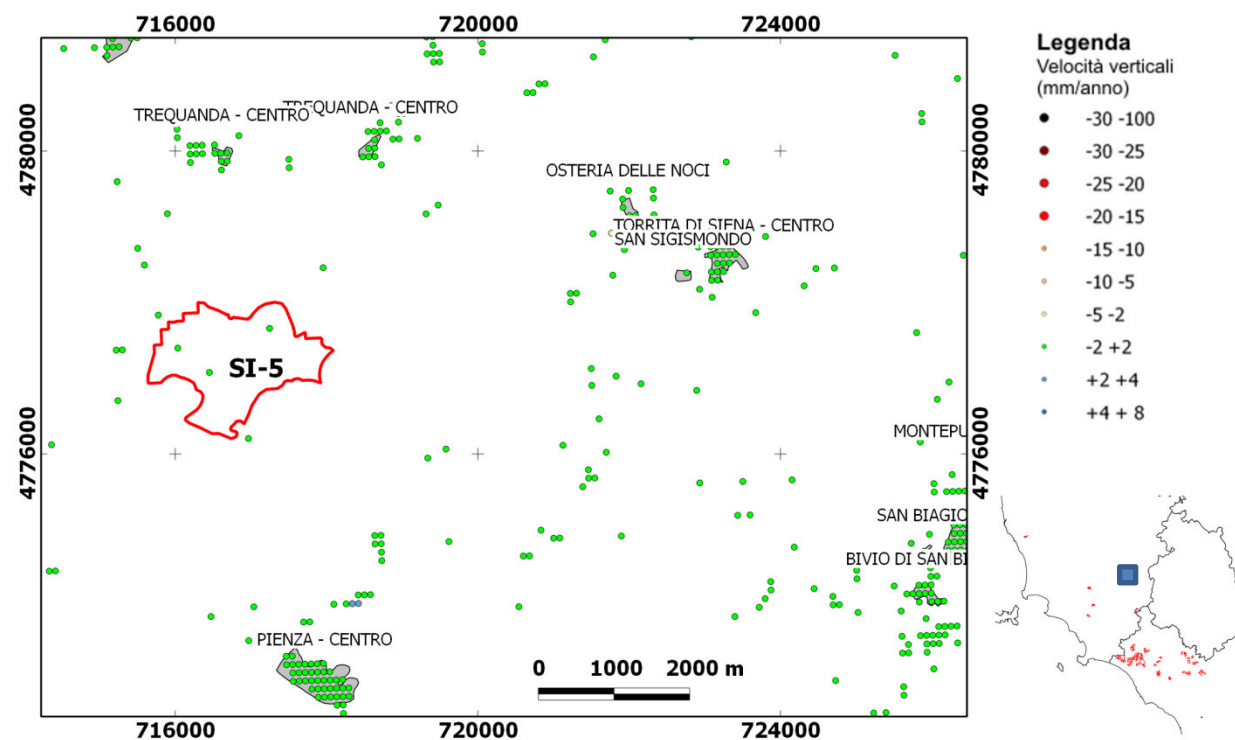 716000 720000 724000
Legenda
Velocità verticali
(mm/anno)
-30 -100
-30 -25
-25 -20
-20 -15
-15 -10
-10 -5
-5 -2
-2 +2
+2 +4
+4 + 8
TREQUANDA - CENTRO
TREQUANDA - CENTRO
4780000
4780000
OSTERIA DELLE NOCI
TORRITA DI SIENA - CENTRO
SAN SIGISMONDO
SI-5
4776000
4776000
MONTEPU
SAN BIAGIO
BIVIO DI SAN BI
PIENZA - CENTRO
0 1000 2000 m
716000 720000 724000